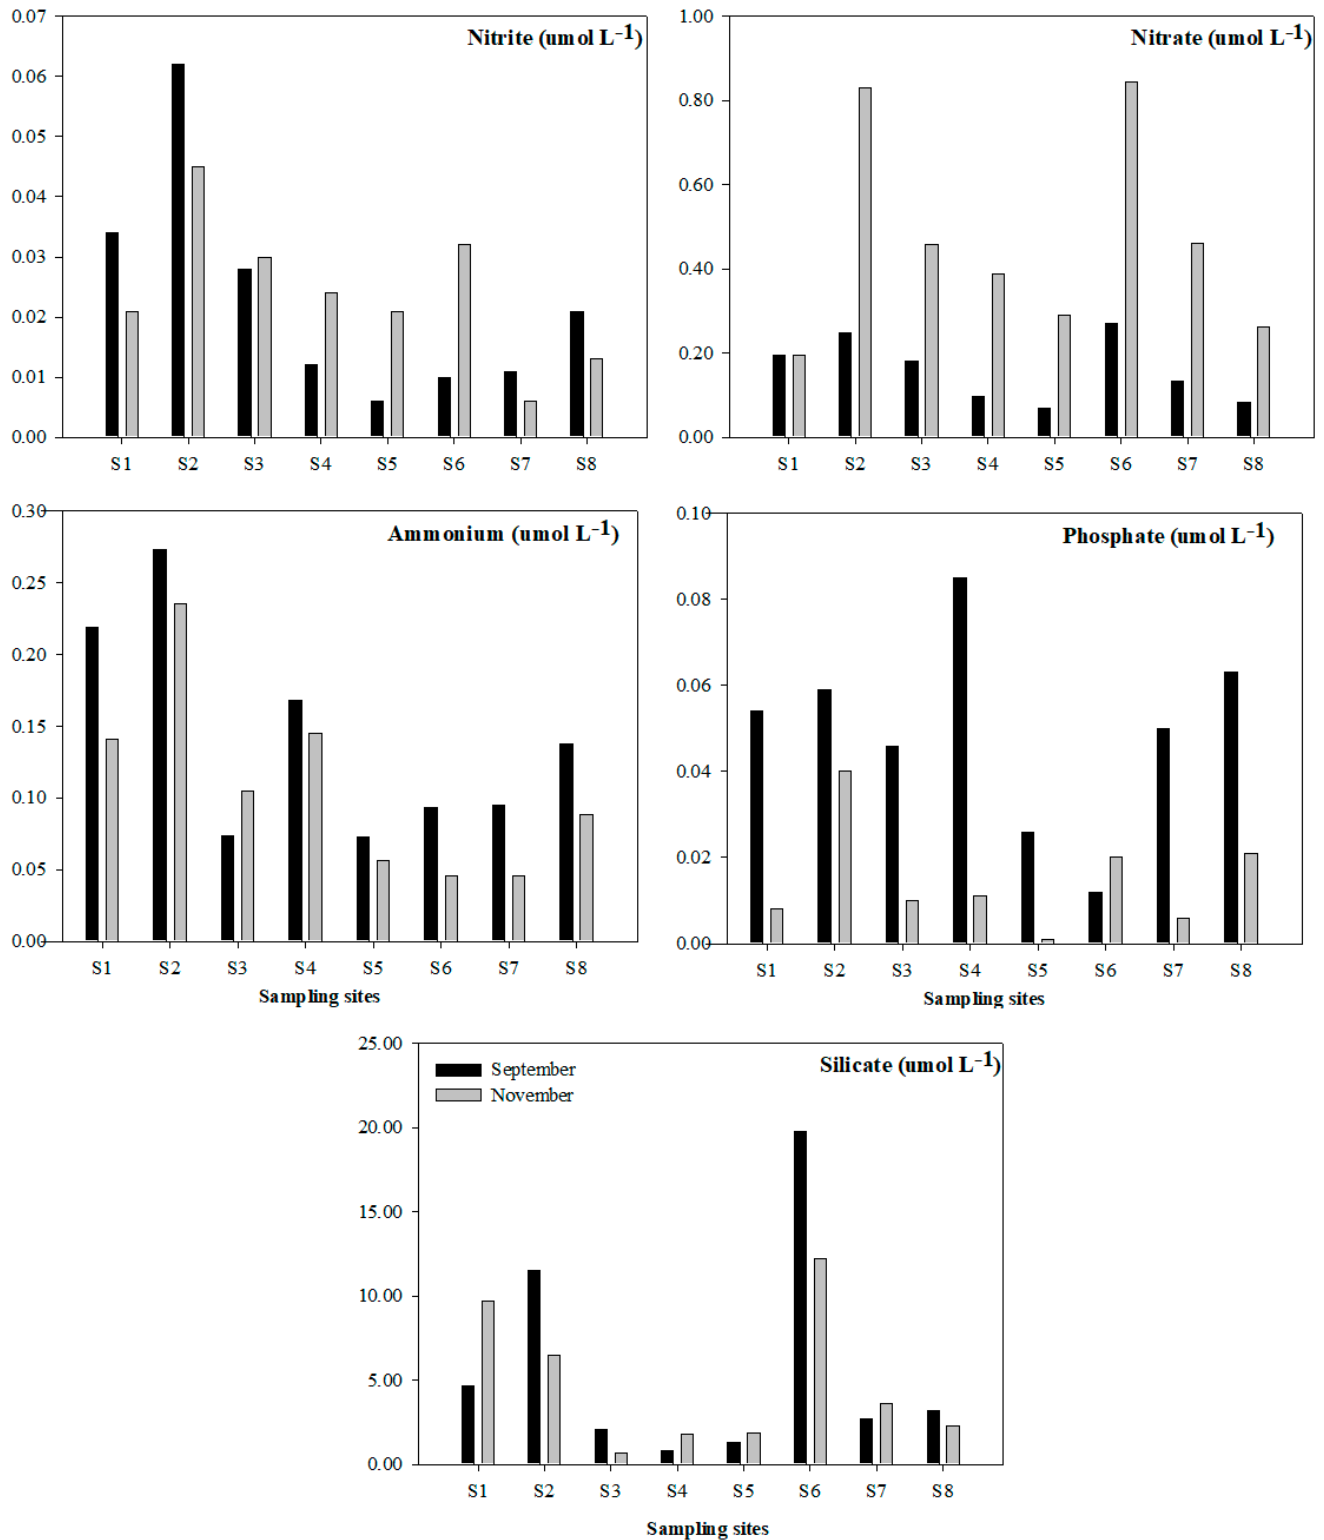 Nitrite (umol L-1)
0.07
0.06
0.05
0.04
0.03
0.02
0.01
0.00
S1 S2 S3 S4 S5 S6 S7 S8
Nitrate (umol L-1)
1.00
0.80
0.60
0.40
0.20
0.00
S1 S2 S3 S4 S5 S6 S7 S8
Ammonium (umol L-1)
0.30
0.25
0.20
0.15
0.10
0.05
0.00
S1 S2 S3 S4 S5 S6 S7 S8
Sampling sites
Phosphate (umol L-1)
0.10
0.08
0.06
0.04
0.02
0.00
S1 S2 S3 S4 S5 S6 S7 S8
Sampling sites
Silicate (umol L-1)
September
November
25.00
20.00
15.00
10.00
5.00
0.00
S1 S2 S3 S4 S5 S6 S7 S8
Sampling sites